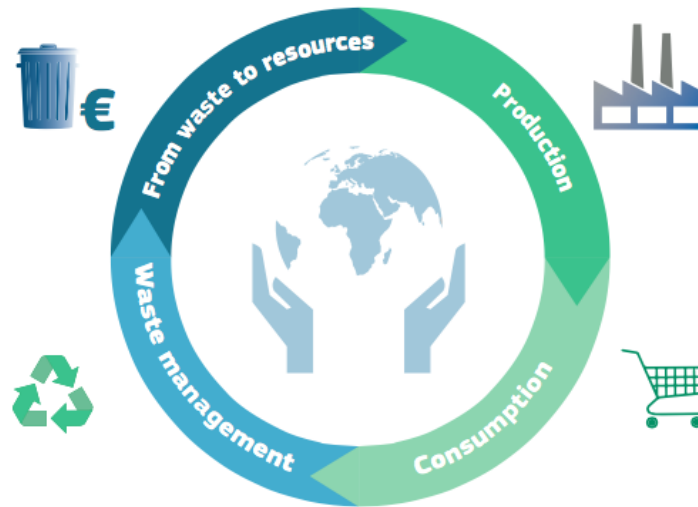 From waste to resources
€
Production
Waste management
Consumption